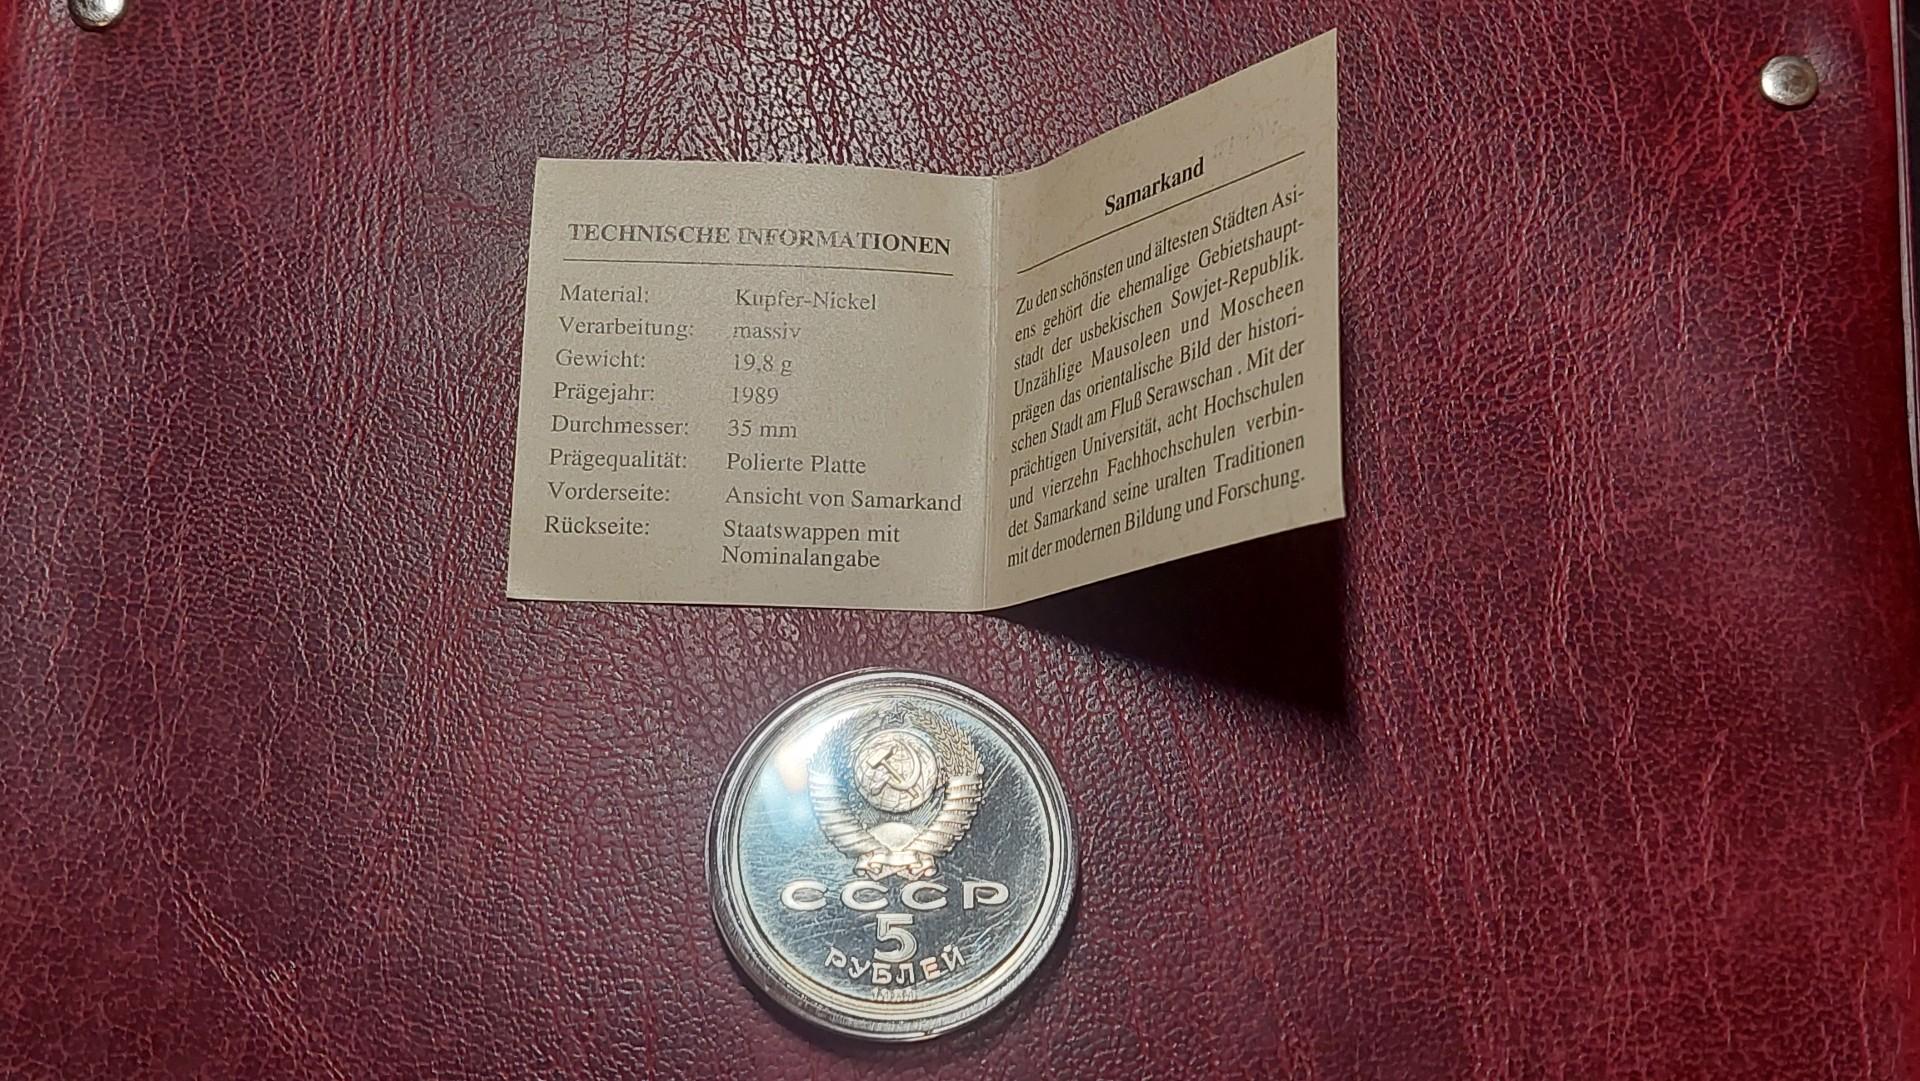 TECHNISCHE INFORMATIONEN
Material: Kupfer-Nickel
Verarbeitung: massiv
Gewicht: 19,8 g
Prägejahr: 1989
Durchmesser: 35 mm
Prägequalität: Polierte Platte
Vorderseite: Ansicht von Samarkand
Rückseite: Staatswappen mit
Nominalangabe
Samarkand
Zu den schönsten und ältesten Städten Asi-
ens gehört die ehemalige Gebietshaupt-
stadt der usbekischen Sowjet-Republik.
Unzählige Mausoleen und Moscheen
prägen das orientalische Bild der histori-
schen Stadt am Fluß Serawschan . Mit der
prächtigen Universität, acht Hochschulen
und vierzehn Fachhochschulen verbin-
det Samarkand seine uralten Traditionen
mit der modernen Bildung und Forschung.
СССР
5
РУБЛЕЙ